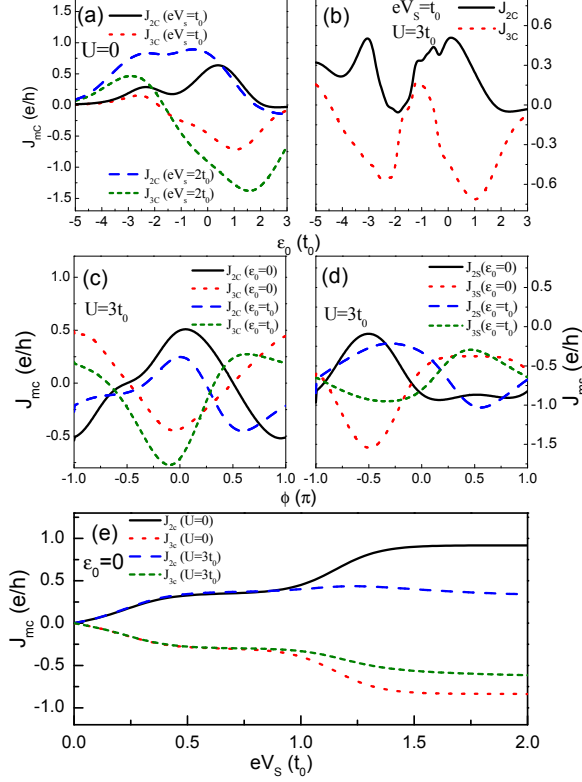 (a)
U=0
J2C (eVs=t0)
J3C (eVs=t0)
J2C (eVs=2t0)
J3C (eVs=2t0)
1.5
1.0
0.5
0.0
-0.5
-1.0
-1.5
JmC (e/h)
-5 -4 -3 -2 -1 0 1 2 3
(b)
eVS=t0
U=3t0
J2C
J3C
0.4
0.0
-0.3
-0.6
-5 -4 -3 -2 -1 0 1 2 3
ε0 (t0)
(c)
U=3t0
J2C (ε0=0)
J3C (ε0=0)
J2C (ε0=t0)
J3C (ε0=t0)
1.0
0.5
0.0
-0.5
Jmc (e/h)
-1.0 -0.5 0.0 0.5 1.0
(d)
U=3t0
J2S(ε0=0)
J3S(ε0=0)
J2S(ε0=t0)
J3S(ε0=t0)
0.0
-0.5
-1.0
-1.5
Jms (e/h)
-1.0 -0.5 0.0 0.5 1.0
ϕ (π)
(e)
ε0=0
J2c (U=0)
J3c (U=0)
J2c (U=3t0)
J3c (U=3t0)
1.0
0.5
0.0
-0.5
-1.0
Jmc (e/h)
0.0 0.5 1.0 1.5 2.0
eVS (t0)